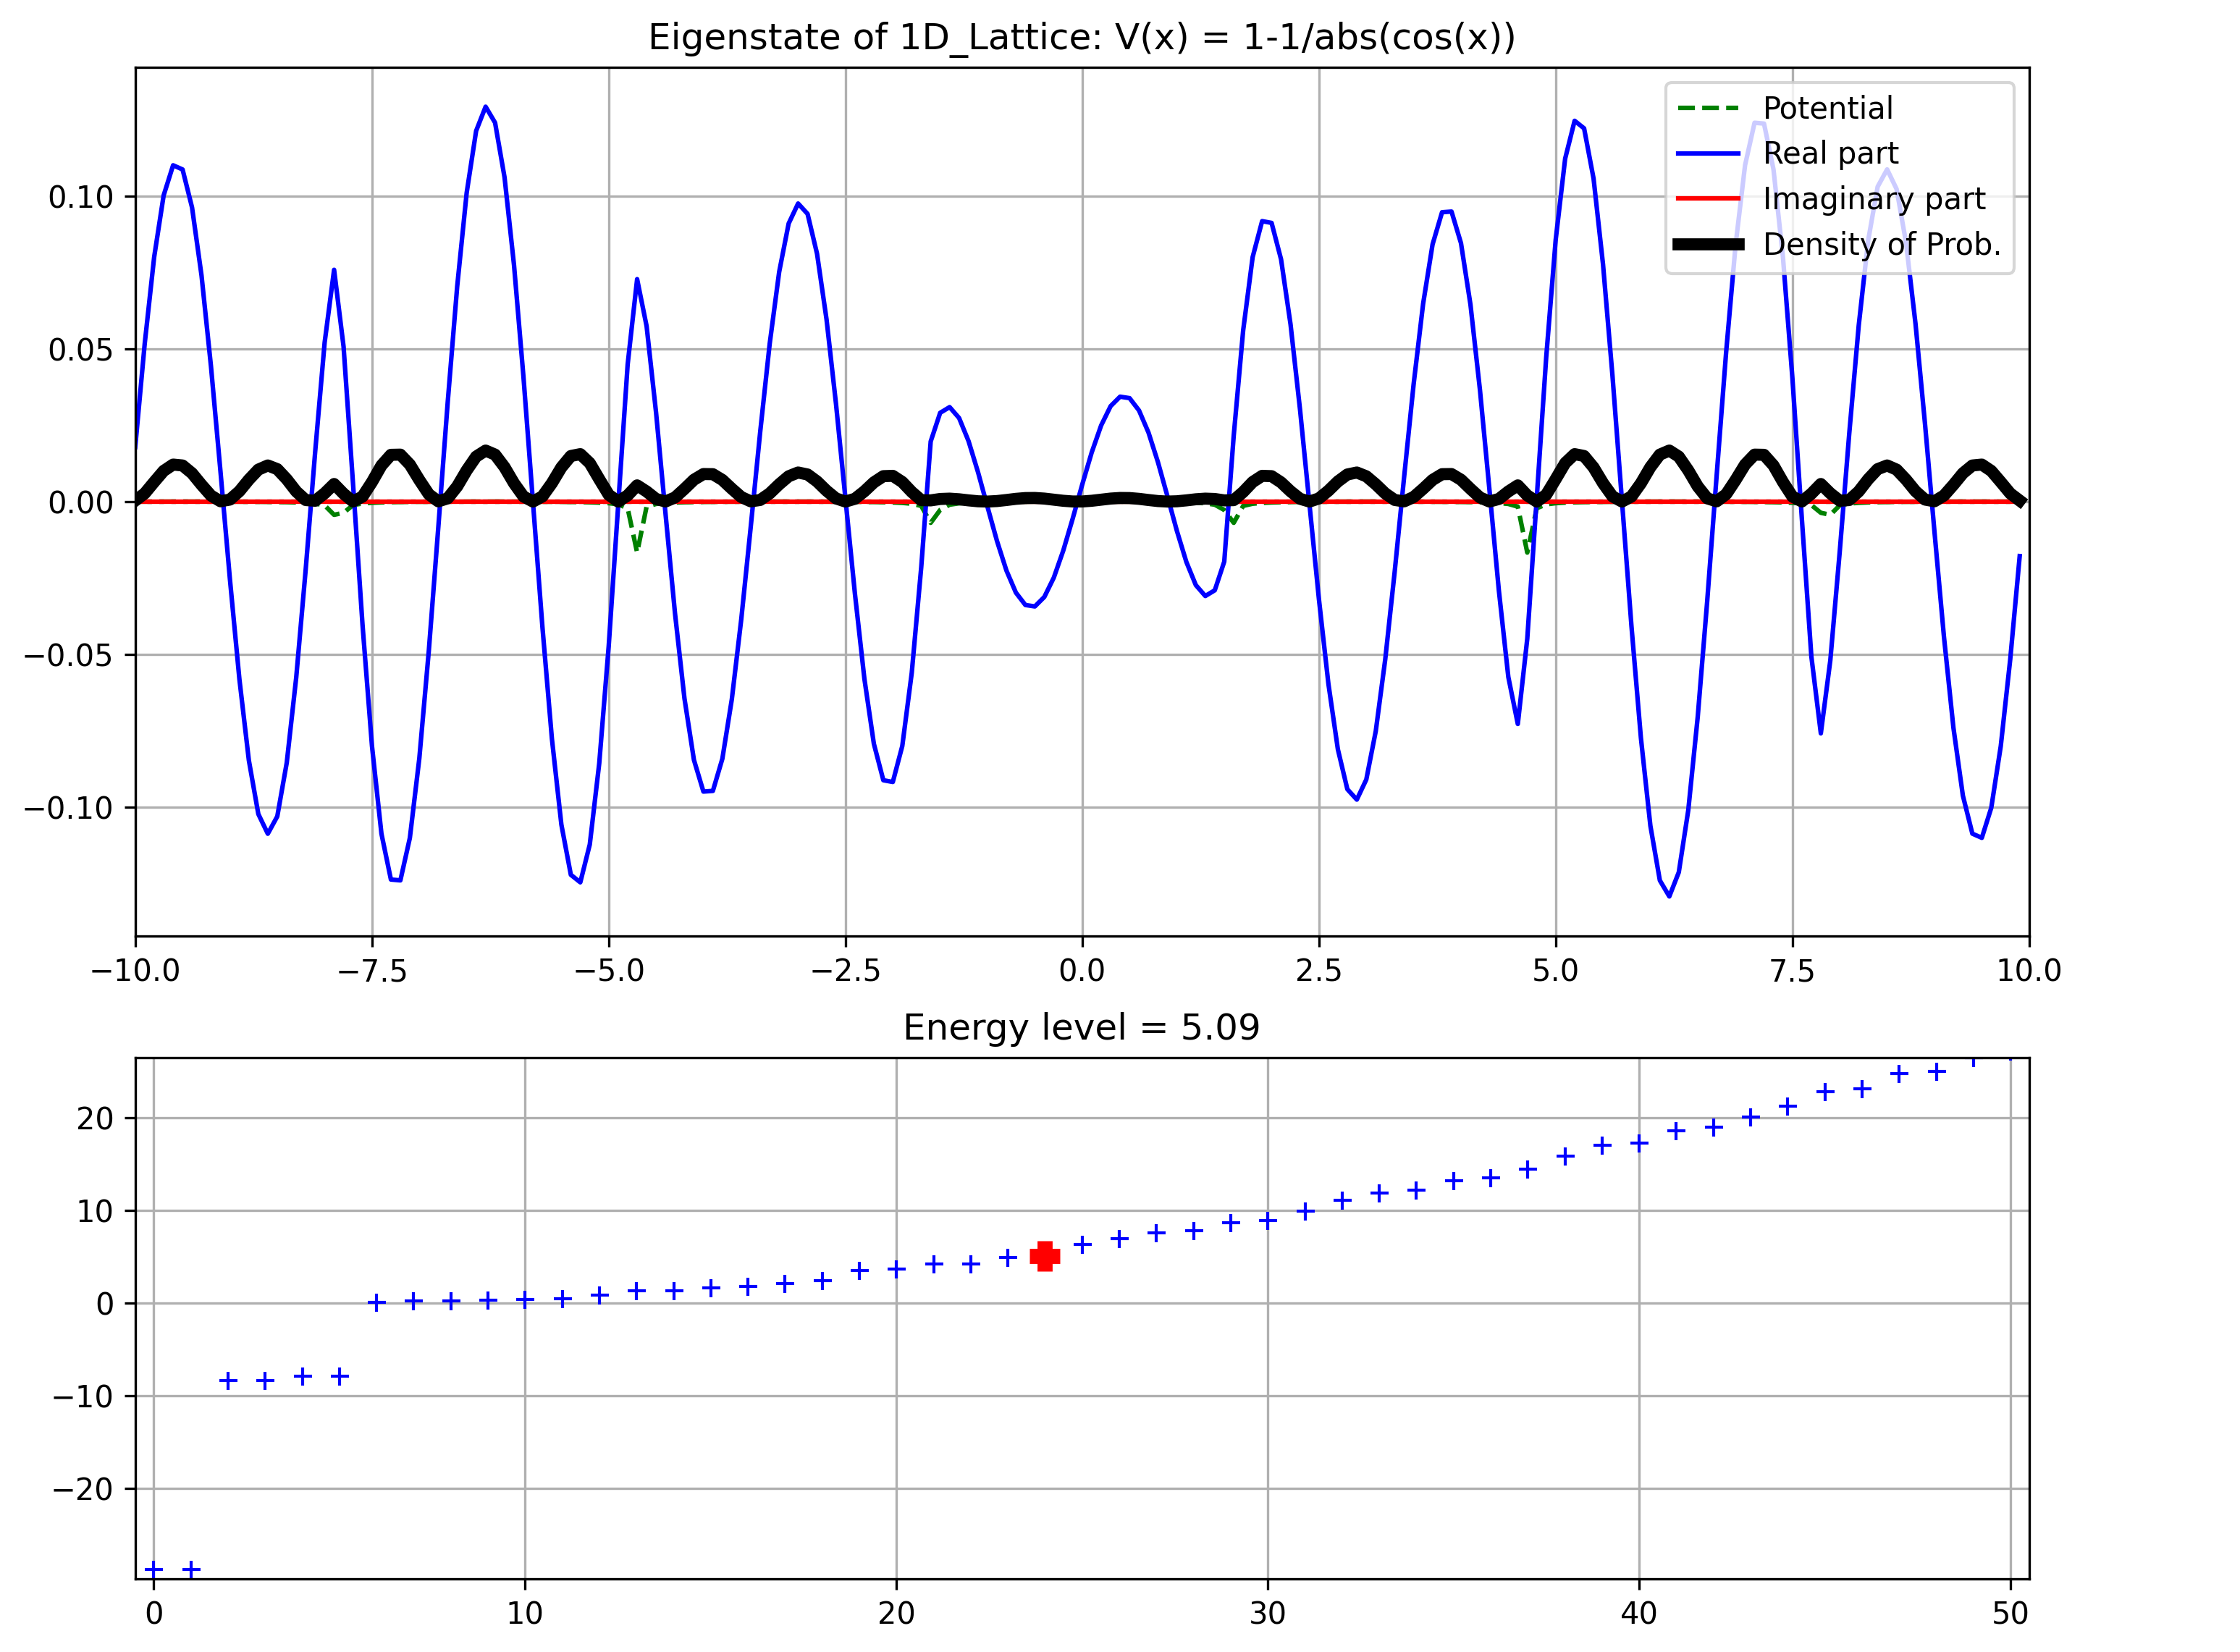 Eigenstate of 1D_Lattice: V(x) = 1-1/abs(cos(x))
Potential
Real part
Imaginary part
Density of Prob.
0.10
0.05
0.00
−0.05
−0.10
−10.0 −7.5 −5.0 −2.5 0.0 2.5 5.0 7.5 10.0
Energy level = 5.09
20
10
0
−10
−20
0 10 20 30 40 50